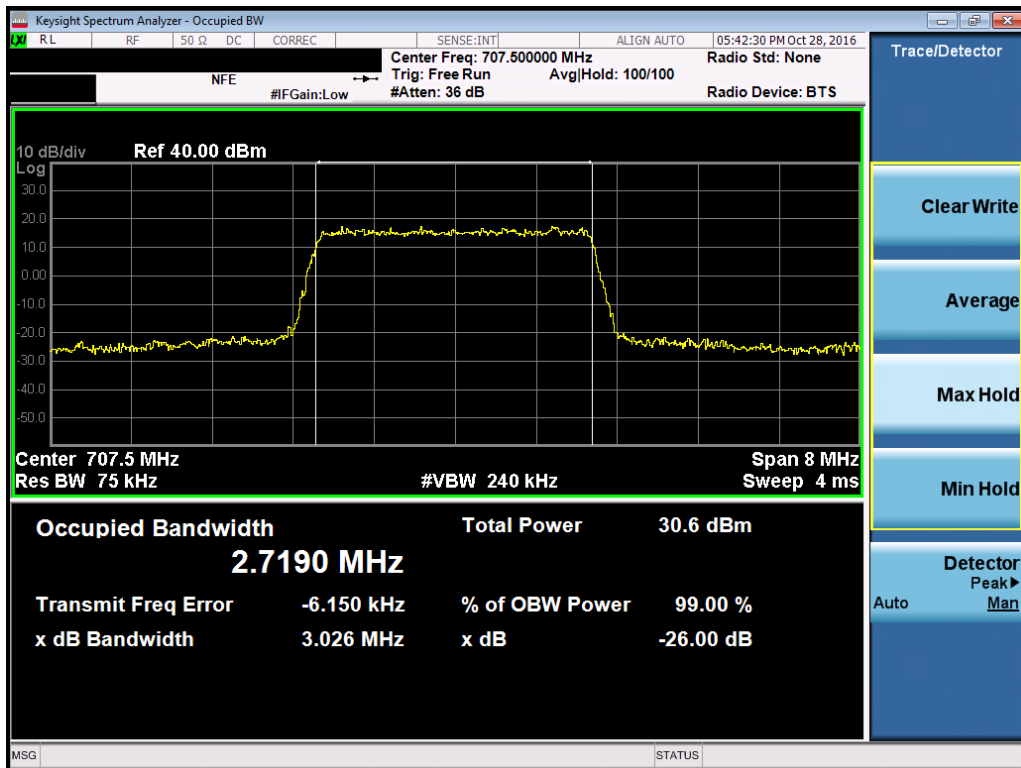 Keysight Spectrum Analyzer - Occupied BW
LXI RL RF 50 Ω DC CORREC SENSE:INT ALIGN AUTO 05:42:30 PM Oct 28, 2016
Center Freq: 707.500000 MHz Radio Std: None
NFE Trig: Free Run Avg|Hold: 100/100
#IFGain:Low #Atten: 36 dB Radio Device: BTS
10 dB/div Ref 40.00 dBm
Log
30.0
20.0
10.0
0.00
-10.0
-20.0
-30.0
-40.0
-50.0
Center 707.5 MHz Span 8 MHz
Res BW 75 kHz #VBW 240 kHz Sweep 4 ms
Occupied Bandwidth Total Power 30.6 dBm
2.7190 MHz
Transmit Freq Error -6.150 kHz % of OBW Power 99.00 %
x dB Bandwidth 3.026 MHz x dB -26.00 dB
MSG STATUS
Trace/Detector
Clear Write
Average
Max Hold
Min Hold
Detector
Peak▶
Auto Man